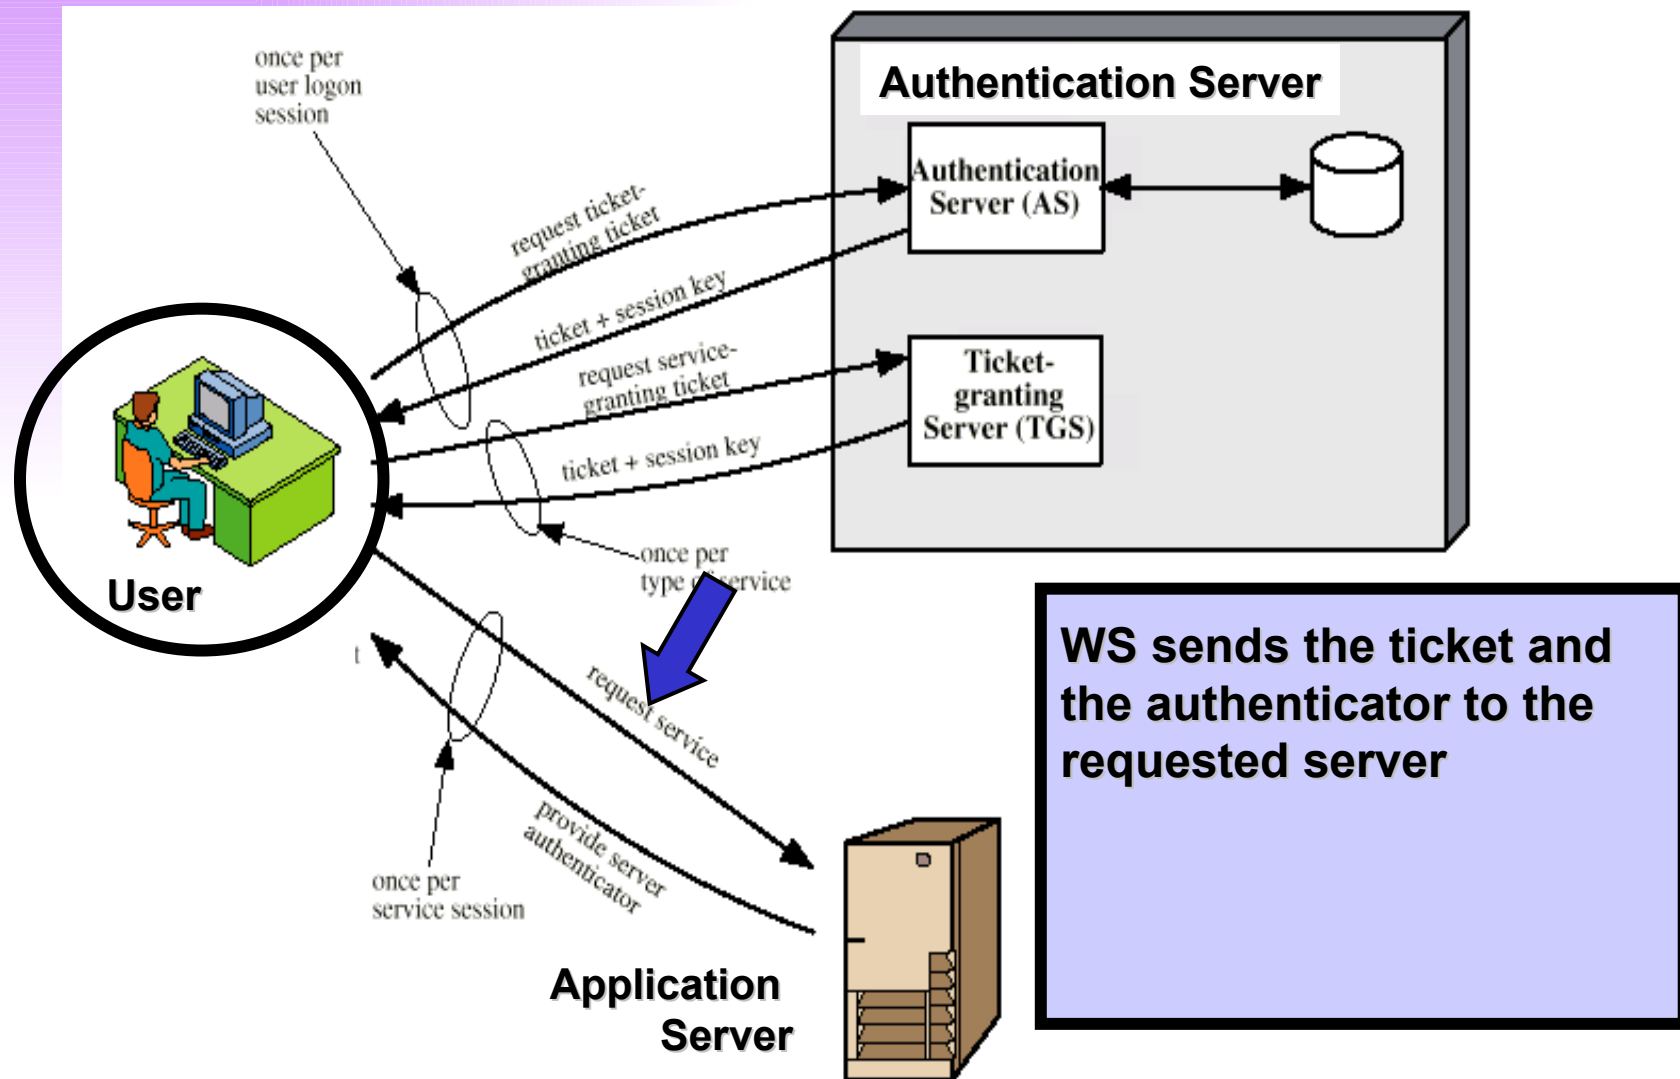 once per
user logon
session
Authentication Server
Authentication
Server (AS)
request ticket-
granting ticket
ticket + session key
request service-
granting ticket
Ticket-
granting
Server (TGS)
ticket + session key
once per
type of service
User
t
request service
WS sends the ticket and
the authenticator to the
requested server
provide server
authenticator
once per
service session
Application
Server